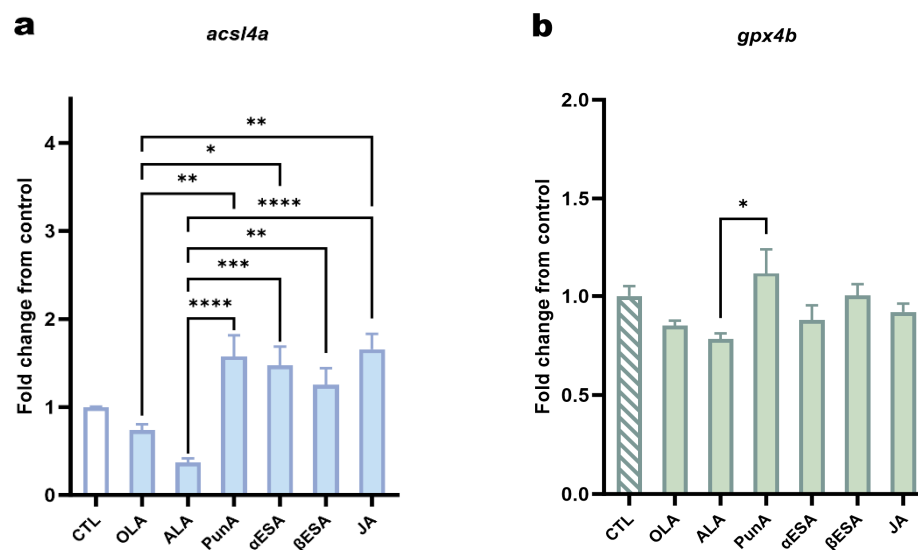 a
acsl4a
Fold change from control
4
3
2
1
0
**
*
**
****
**
***
****
CTL
OLA
ALA
PunA
αESA
βESA
JA
b
gpx4b
Fold change from control
2.0
1.5
1.0
0.5
0.0
*
CTL
OLA
ALA
PunA
αESA
βESA
JA